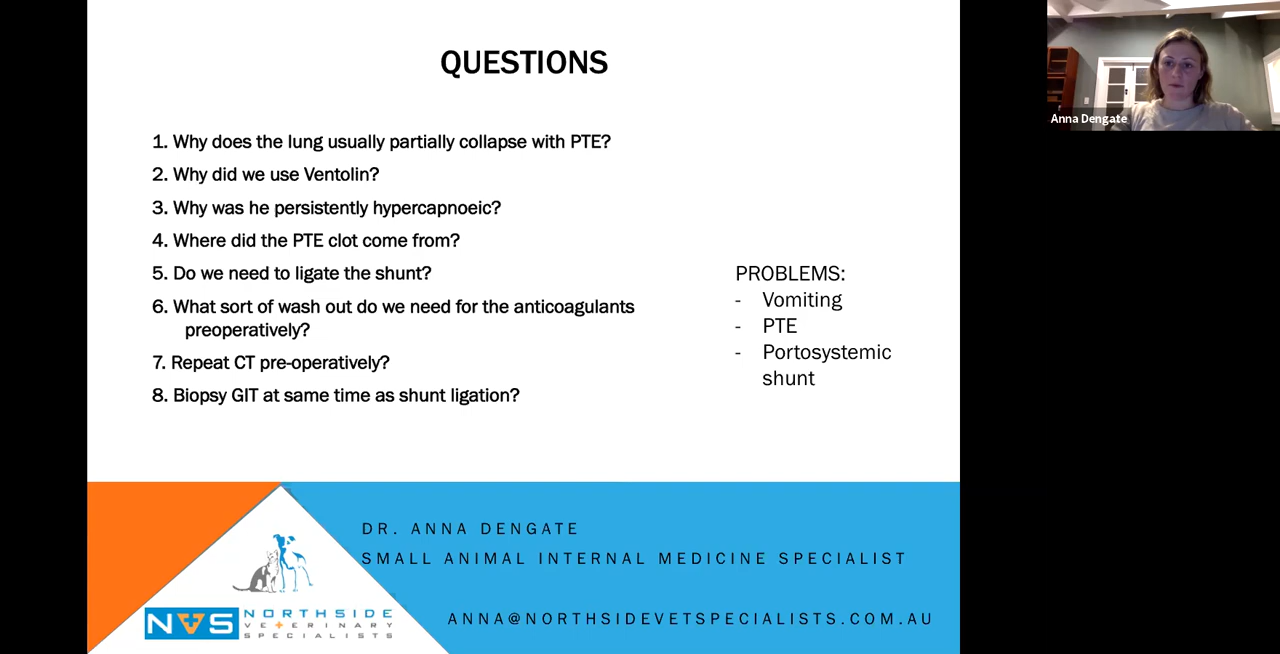 QUESTIONS
1. Why does the lung usually partially collapse with PTE?
2. Why did we use Ventolin?
3. Why was he persistently hypercapnoeic?
4. Where did the PTE clot come from?
5. Do we need to ligate the shunt?
6. What sort of wash out do we need for the anticoagulants
preoperatively?
7. Repeat CT pre-operatively?
8. Biopsy GIT at same time as shunt ligation?
PROBLEMS:
- Vomiting
- PTE
- Portosystemic
shunt
Anna Dengate
DR. ANNA DENGATE
SMALL ANIMAL INTERNAL MEDICINE SPECIALIST
ANNA@NORTHSIDEVETSPECIALISTS.COM.AU
NVS
NORTHSIDE
VETERINARY
SPECIALISTS